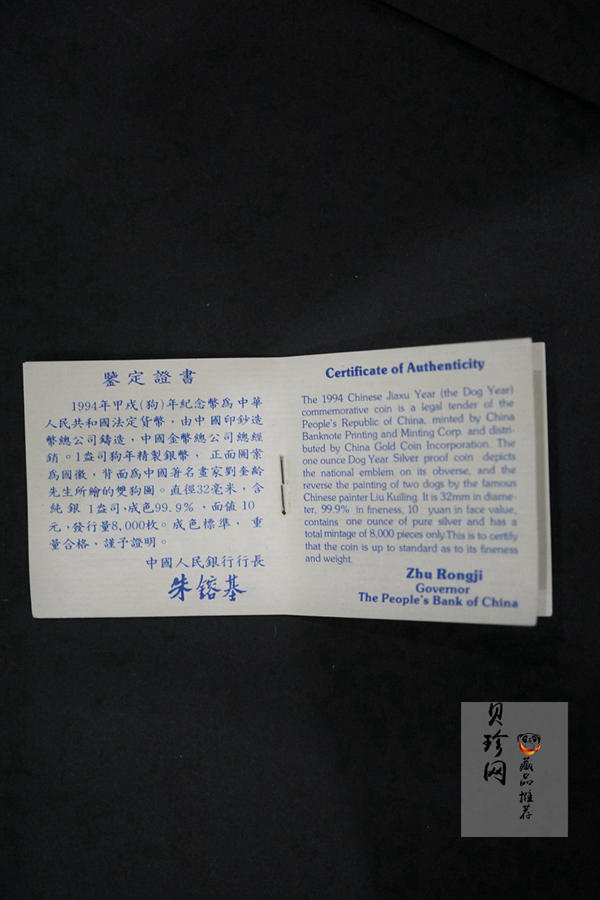 鑒定證書
1994年甲戌(狗)年紀念幣爲中華
人民共和國法定貨幣，由中國印鈔造
幣總公司鑄造，中國金幣總公司總經
銷。1盎司狗年精製銀幣， 正面圖案
爲國徽，背面爲中國著名畫家劉奎齡
先生所繪的雙狗圖。直徑32毫米，含
純銀1盎司，成色99.9%，面值10
元，發行量8,000枚。成色標準， 重
量合格，謹予證明。
中國人民銀行行長
朱鎔基
Certificate of Authenticity
The 1994 Chinese Jiaxu Year (the Dog Year)
commemorative coin is a legal tender of the
People's Republic of China, minted by China
Banknote Printing and Minting Corp. and distri-
buted by China Gold Coin Incorporation. The
one ounce Dog Year Silver proof coin depicts
the national emblem on its obverse, and the
reverse the painting of two dogs by the famous
Chinese painter Liu Kuiling. It is 32mm in diame-
ter, 99.9% in fineness, 10 yuan in face value,
contains one ounce of pure silver and has a
total mintage of 8,000 pieces only.This is to certify
that the coin is up to standard as to its fineness
and weight.
Zhu Rongji
Governor
The People's Bank of China
贝珍网
藏品推荐